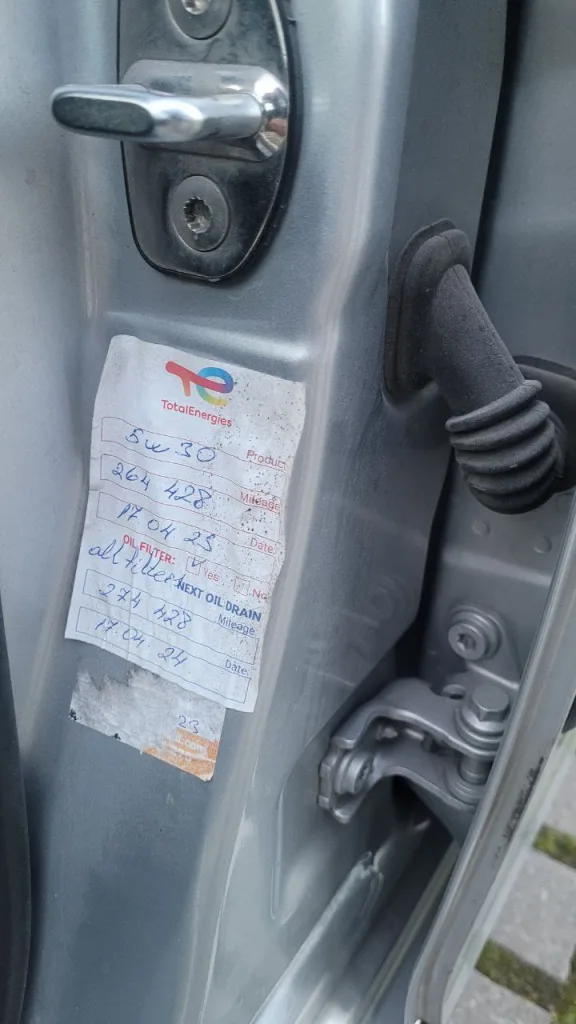 TotalEnergies
5w30 Product
264 428 Mileage
17 04 23 Date
OIL FILTER: ✓ Yes No
all filters NEXT OIL DRAIN
274 428 Mileage
17.04 24 Date
23